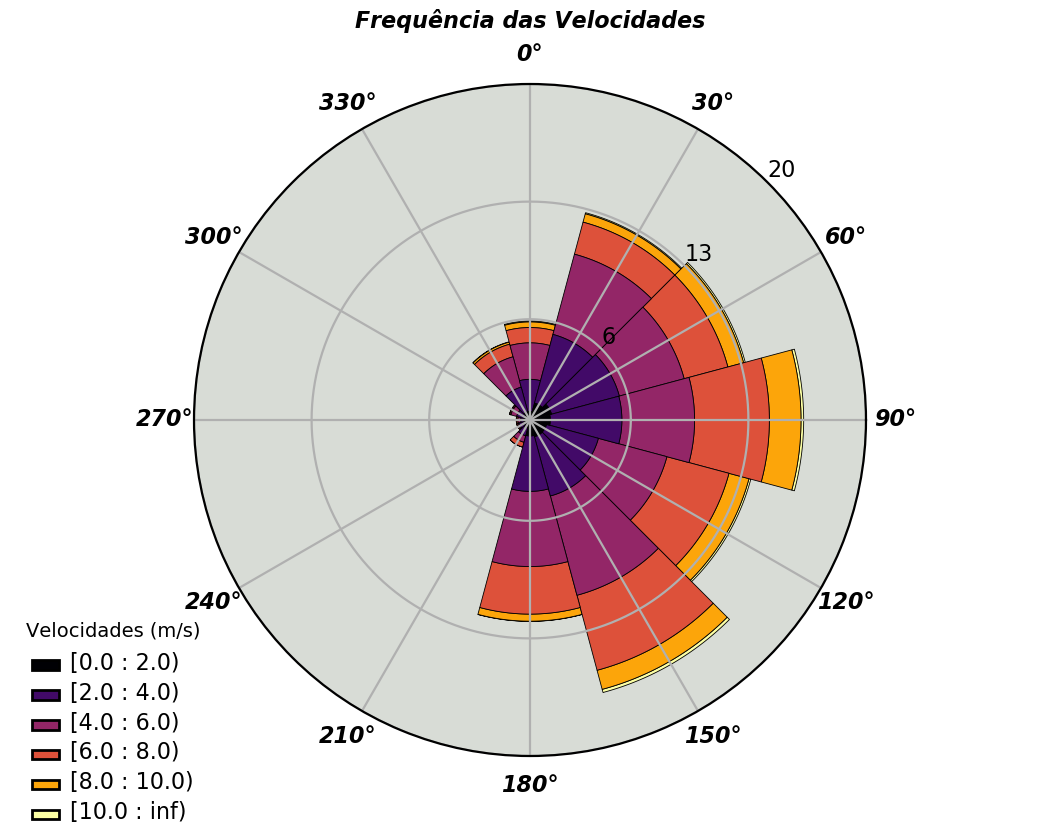 Frequência das Velocidades
0°
330°
30°
20
300°
60°
13
6
270°
90°
240°
120°
210°
150°
180°
Velocidades (m/s)
[0.0 : 2.0)
[2.0 : 4.0)
[4.0 : 6.0)
[6.0 : 8.0)
[8.0 : 10.0)
[10.0 : inf)